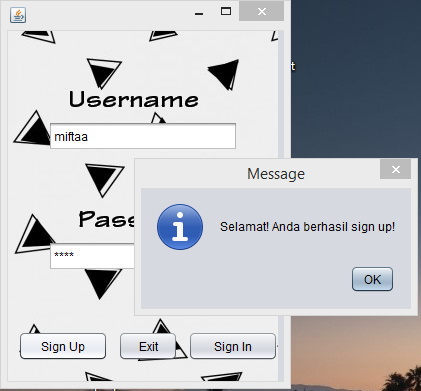 Username
miftaa
Message
Selamat! Anda berhasil sign up!
Pass
****
OK
Sign Up
Exit
Sign In